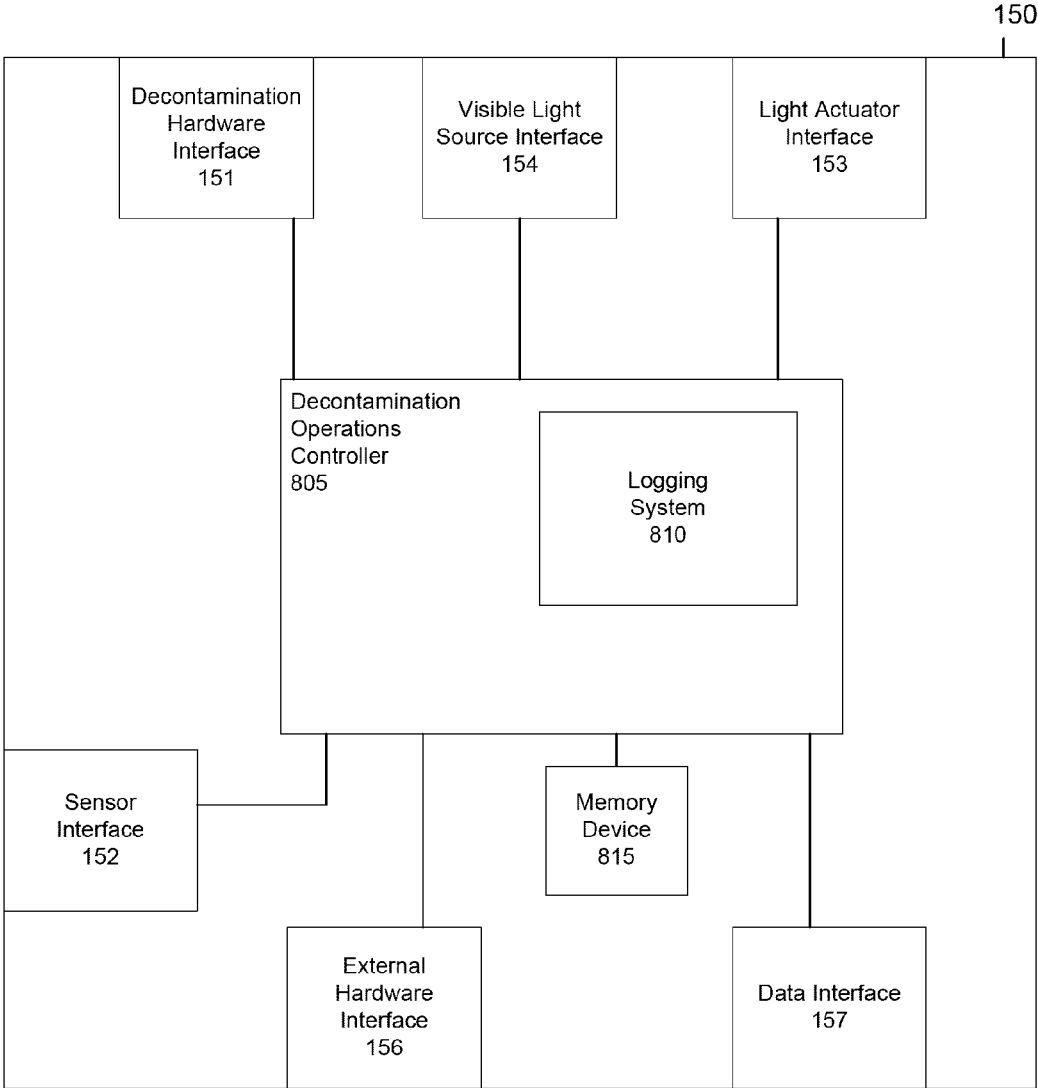 150
Decontamination
Hardware
Interface
151
Visible Light
Source Interface
154
Light Actuator
Interface
153
Decontamination
Operations
Controller
805
Logging
System
810
Sensor
Interface
152
Memory
Device
815
External
Hardware
Interface
156
Data Interface
157